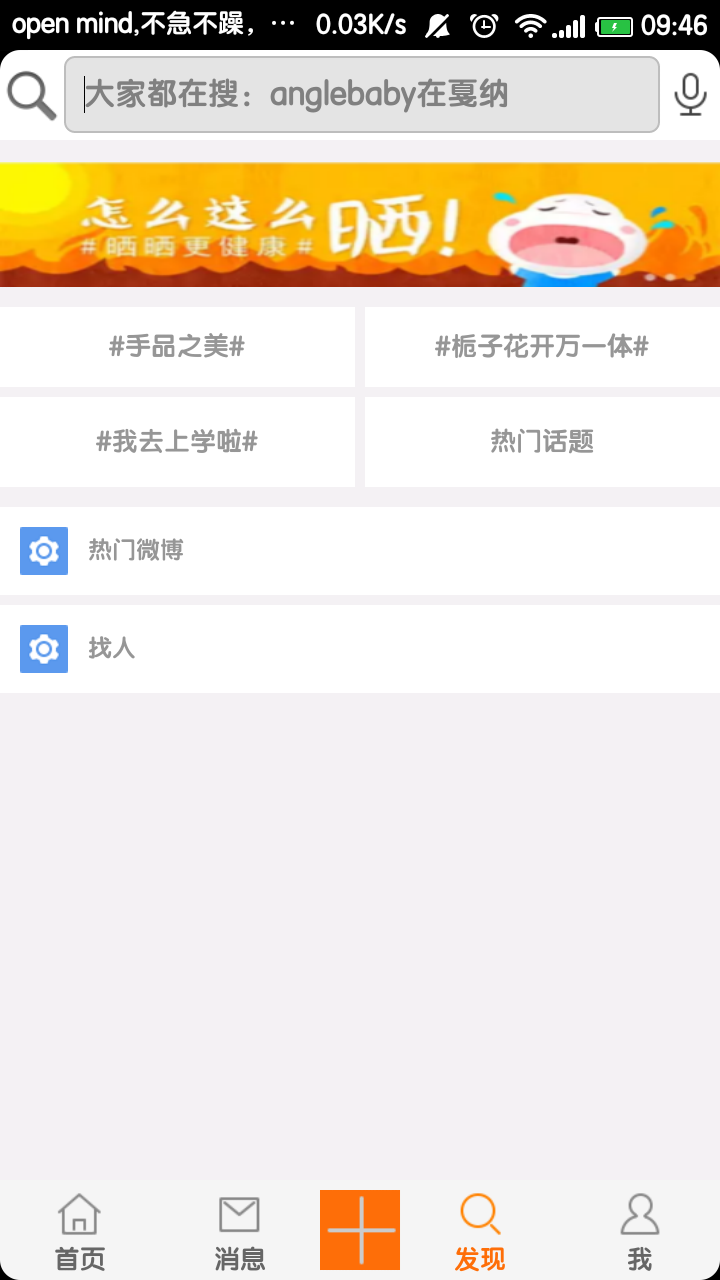 open mind,不急不躁，… 0.03K/s 09:46
大家都在搜：anglebaby在戛纳
怎么这么晒！
#晒晒更健康#
#手品之美#
#栀子花开万一体#
#我去上学啦#
热门话题
热门微博
找人
首页
消息
发现
我